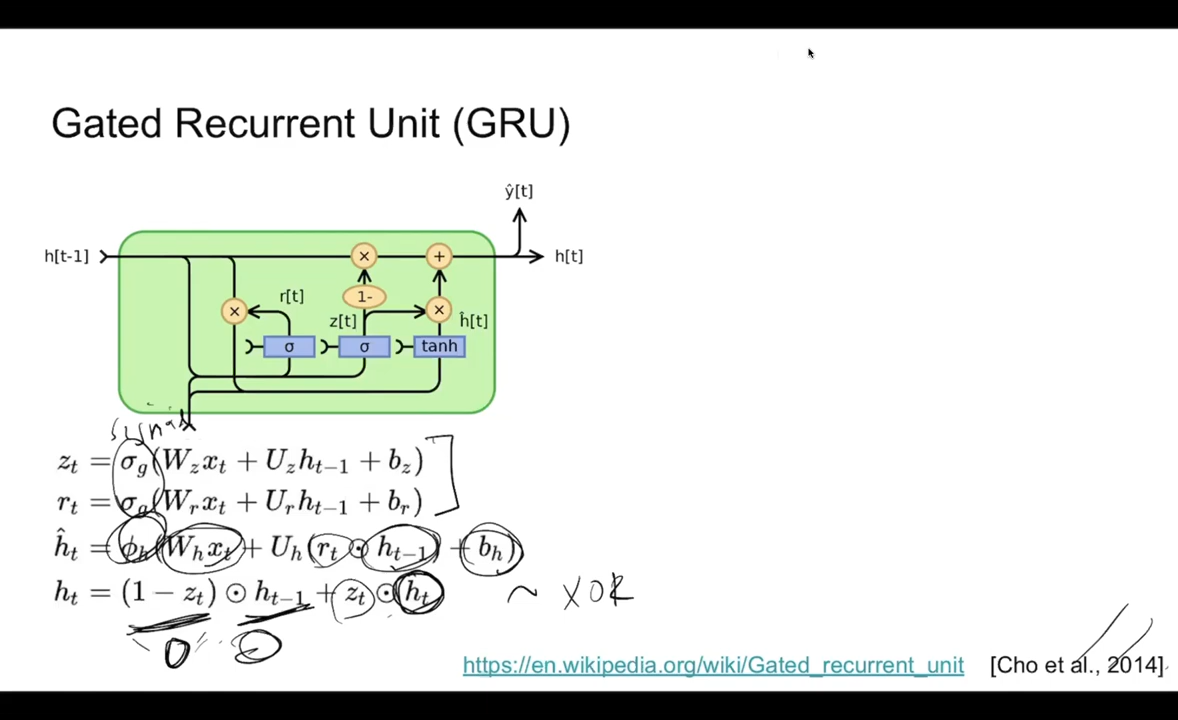 Gated Recurrent Unit (GRU)
ŷ[t]
h[t-1]
× + h[t]
r[t] 1-
× z[t] × ĥ[t]
σ σ tanh
z_t = σ_g(W_z x_t + U_z h_{t-1} + b_z)
r_t = σ_g(W_r x_t + U_r h_{t-1} + b_r)
ĥ_t = ϕ_h(W_h x_t + U_h(r_t ⊙ h_{t-1}) + b_h)
h_t = (1 − z_t) ⊙ h_{t-1} + z_t ⊙ h_t ~ XOR
0
https://en.wikipedia.org/wiki/Gated_recurrent_unit [Cho et al., 2014]